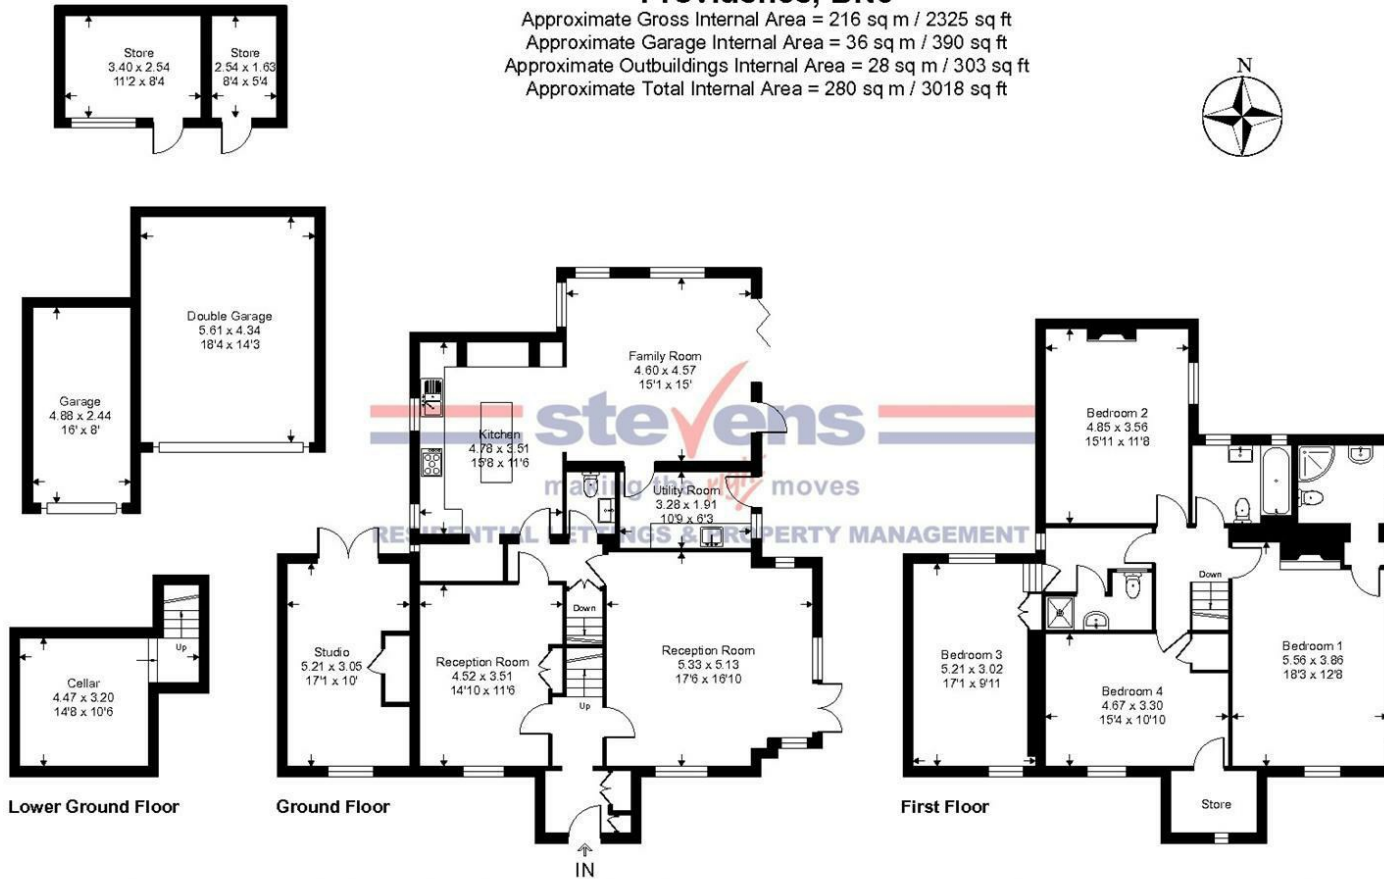 Approximate Gross Internal Area = 216 sq m / 2325 sq ft
Approximate Garage Internal Area = 36 sq m / 390 sq ft
Approximate Outbuildings Internal Area = 28 sq m / 303 sq ft
Approximate Total Internal Area = 280 sq m / 3018 sq ft
N
Store
3.40 x 2.54
11'2 x 8'4
Store
2.54 x 1.63
8'4 x 5'4
Double Garage
5.61 x 4.34
18'4 x 14'3
Garage
4.88 x 2.44
16' x 8'
Family Room
4.60 x 4.57
15'1 x 15'
Kitchen
4.78 x 3.51
15'8 x 11'6
Utility Room
3.28 x 1.91
10'9 x 6'3
stevens
making the right moves
RESIDENTIAL LETTINGS & PROPERTY MANAGEMENT
Bedroom 2
4.85 x 3.56
15'11 x 11'8
Down
Up
Cellar
4.47 x 3.20
14'8 x 10'6
Studio
5.21 x 3.05
17'1 x 10'
Reception Room
4.52 x 3.51
14'10 x 11'6
Down
Up
Reception Room
5.33 x 5.13
17'6 x 16'10
Bedroom 3
5.21 x 3.02
17'1 x 9'11
Bedroom 4
4.67 x 3.30
15'4 x 10'10
Bedroom 1
5.56 x 3.86
18'3 x 12'8
Store
Lower Ground Floor
Ground Floor
First Floor
IN